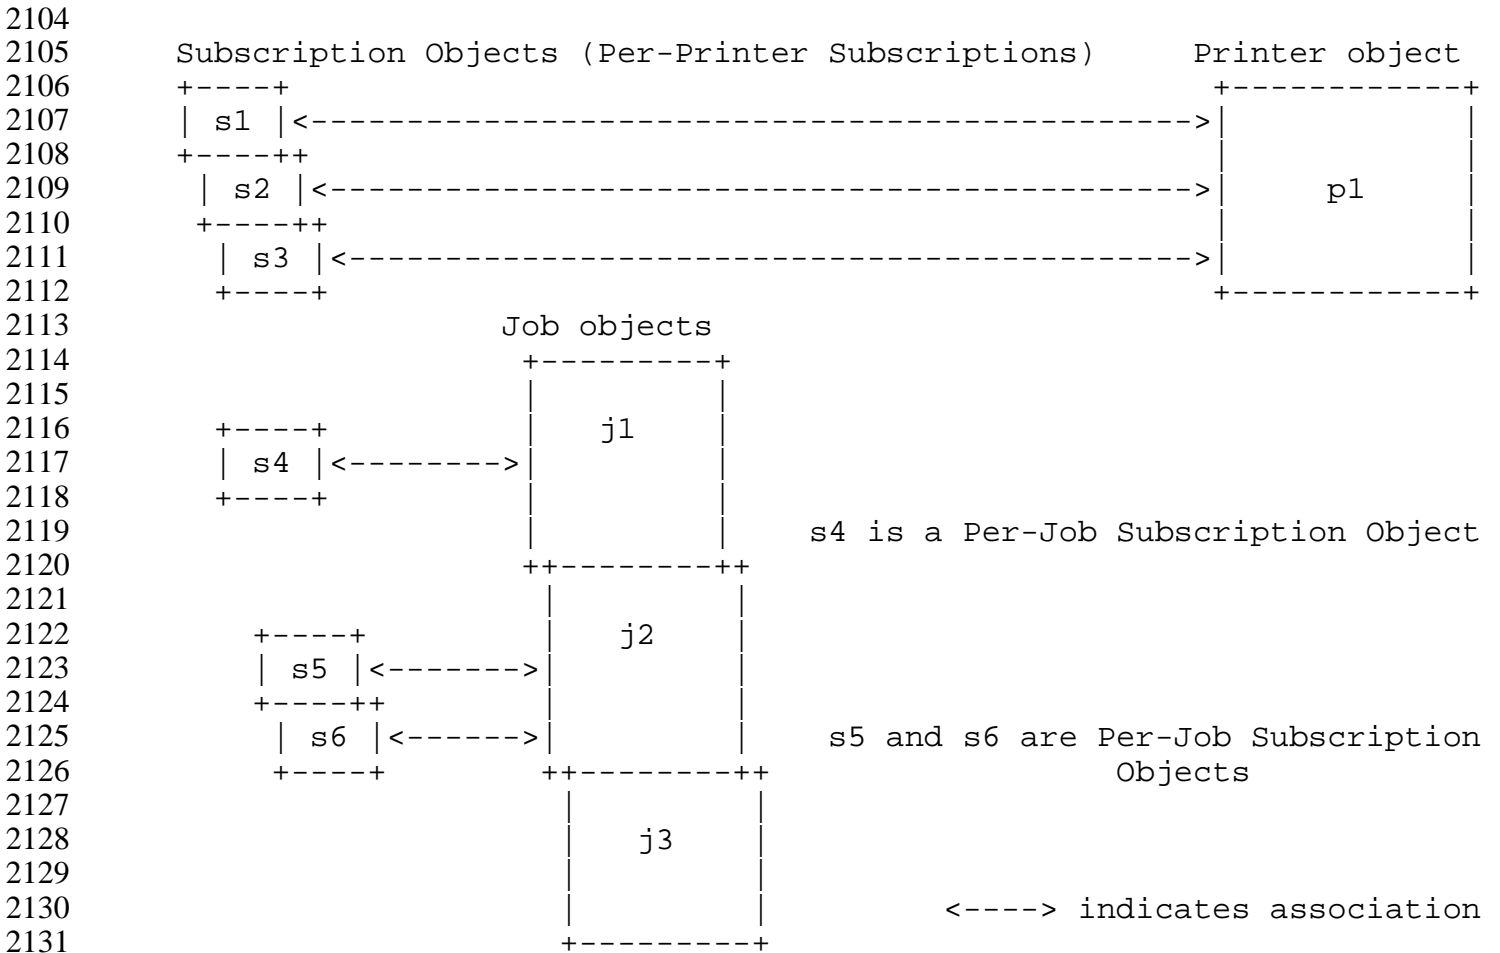 2104
2105 Subscription Objects (Per-Printer Subscriptions) Printer object
2106 +----+ +------------+
2107 | s1 |<---------------------------------------------->| |
2108 +----++ | |
2109 | s2 |<--------------------------------------------->| p1 |
2110 +----++ | |
2111 | s3 |<-------------------------------------------->| |
2112 +----+ +------------+
2113 Job objects
2114 +---------+
2115 | |
2116 +----+ | j1 |
2117 | s4 |<-------->| |
2118 +----+ | |
2119 | | s4 is a Per-Job Subscription Object
2120 ++--------++
2121 | |
2122 +----+ | j2 |
2123 | s5 |<------->| |
2124 +----++ | |
2125 | s6 |<------>| | s5 and s6 are Per-Job Subscription
2126 +----+ ++--------++ Objects
2127 | |
2128 | j3 |
2129 | |
2130 | | <----> indicates association
2131 +---------+